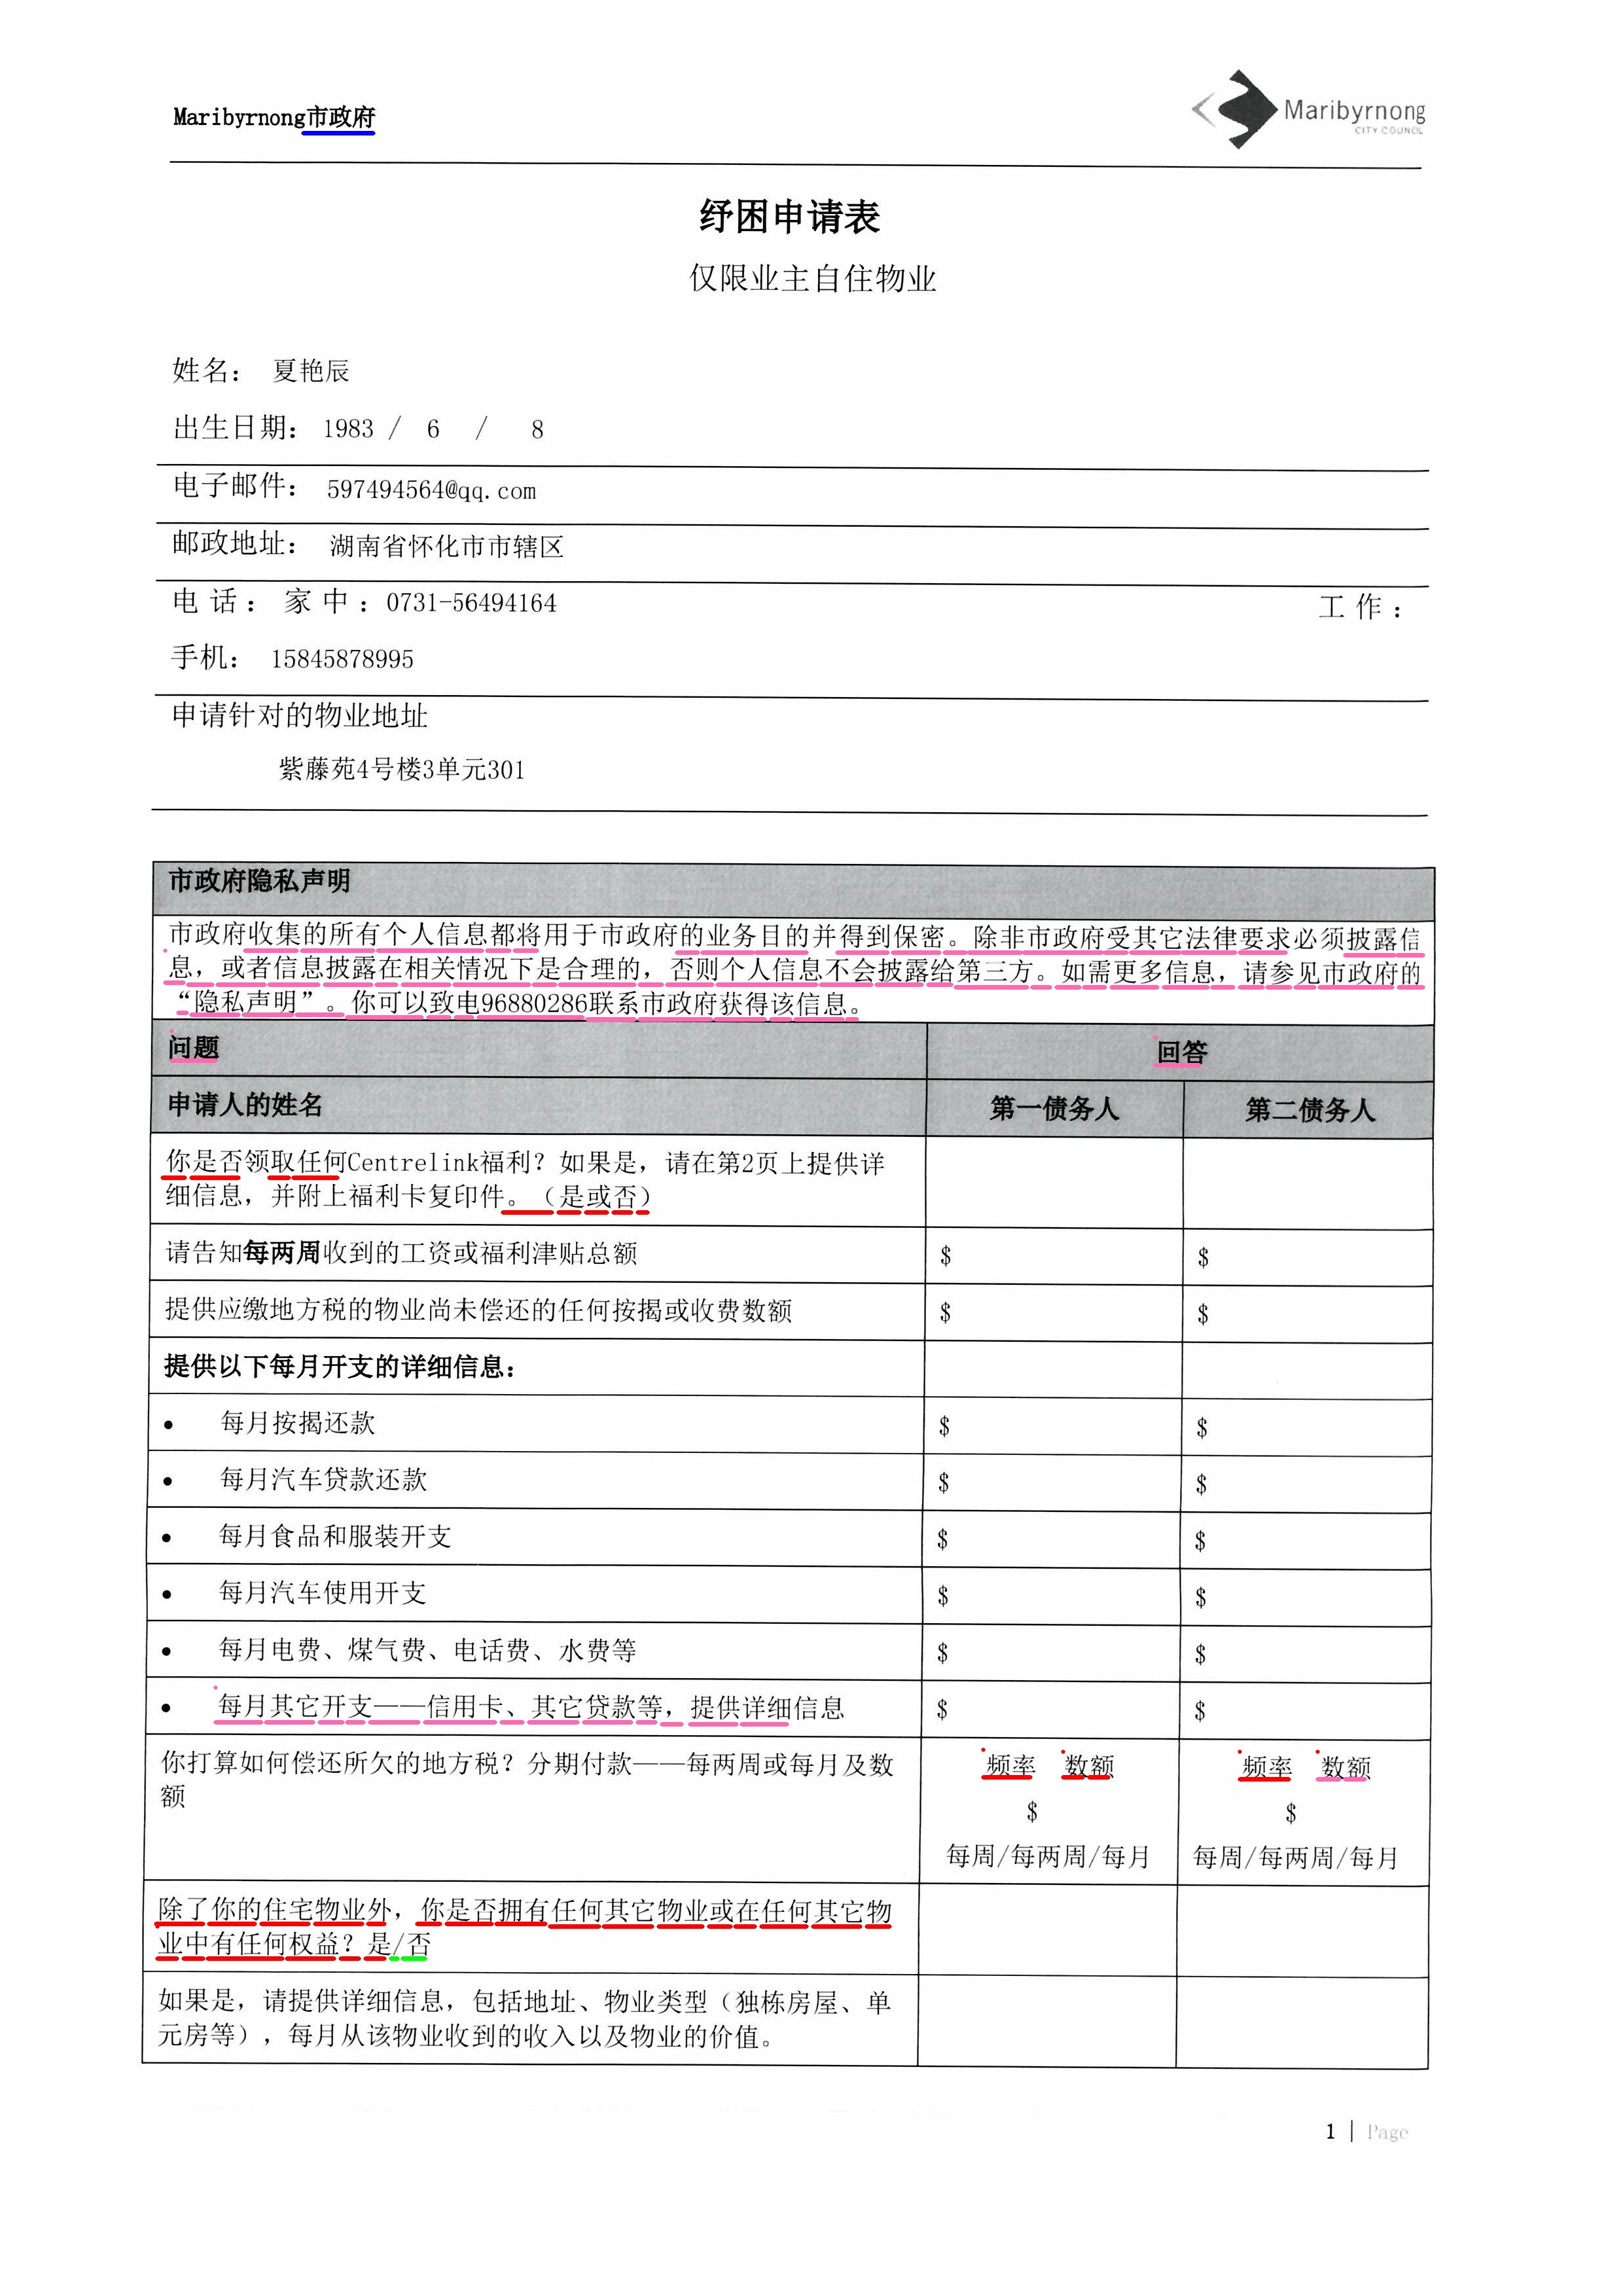 Maribyrnong市政府
Maribyrnong
CITY COUNCIL
纾困申请表
仅限业主自住物业
姓名： 夏艳辰
出生日期： 1983 / 6 / 8
电子邮件： 597494564@qq.com
邮政地址： 湖南省怀化市市辖区
电话：家中：0731-56494164 工作：
手机： 15845878995
申请针对的物业地址
紫藤苑4号楼3单元301
市政府隐私声明
市政府收集的所有个人信息都将用于市政府的业务目的并得到保密。除非市政府受其它法律要求必须披露信
息，或者信息披露在相关情况下是合理的，否则个人信息不会披露给第三方。如需更多信息，请参见市政府的
“隐私声明”。你可以致电96880286联系市政府获得该信息。
问题 回答
申请人的姓名 第一债务人 第二债务人
你是否领取任何Centrelink福利？如果是，请在第2页上提供详
细信息，并附上福利卡复印件。（是或否）
请告知每两周收到的工资或福利津贴总额 $ $
提供应缴地方税的物业尚未偿还的任何按揭或收费数额 $ $
提供以下每月开支的详细信息：
• 每月按揭还款 $ $
• 每月汽车贷款还款 $ $
• 每月食品和服装开支 $ $
• 每月汽车使用开支 $ $
• 每月电费、煤气费、电话费、水费等 $ $
• 每月其它开支——信用卡、其它贷款等，提供详细信息 $ $
你打算如何偿还所欠的地方税？分期付款——每两周或每月及数
额
频率 数额 频率 数额
$ $
每周/每两周/每月 每周/每两周/每月
除了你的住宅物业外，你是否拥有任何其它物业或在任何其它物
业中有任何权益？是/否
如果是，请提供详细信息，包括地址、物业类型（独栋房屋、单
元房等），每月从该物业收到的收入以及物业的价值。
1 | Page